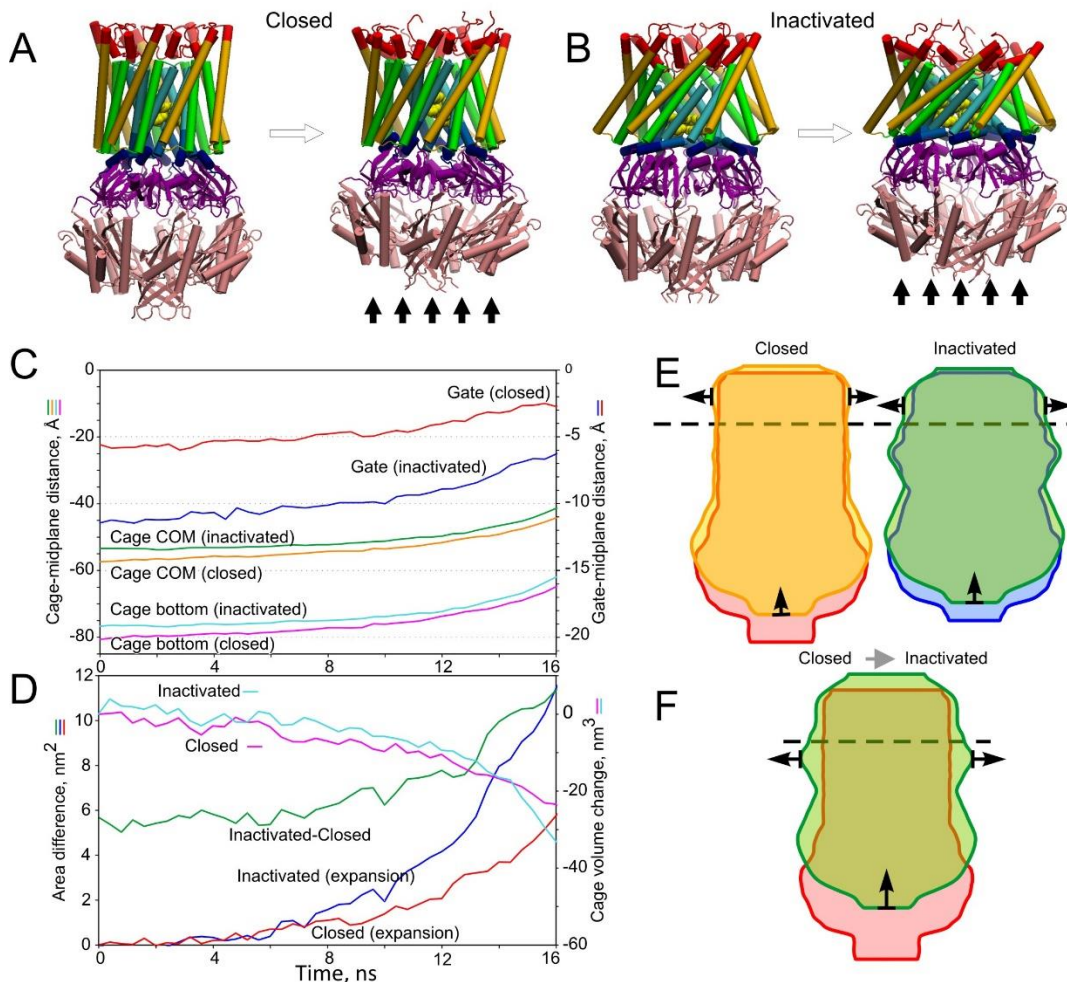 A
Closed
B
Inactivated
C
0
-20
-40
-60
-80
Cage-midplane distance, Å
Gate (closed)
Gate (inactivated)
Cage COM (inactivated)
Cage COM (closed)
Cage bottom (inactivated)
Cage bottom (closed)
0
-5
-10
-15
-20
Gate-midplane distance, Å
0 4 8 12 16
D
12
10
8
6
4
2
0
Area difference, nm2
Inactivated
Closed
Inactivated-Closed
Inactivated (expansion)
Closed (expansion)
0
-20
-40
-60
Cage volume change, nm3
0 4 8 12 16
Time, ns
E
Closed
Inactivated
F
Closed Inactivated